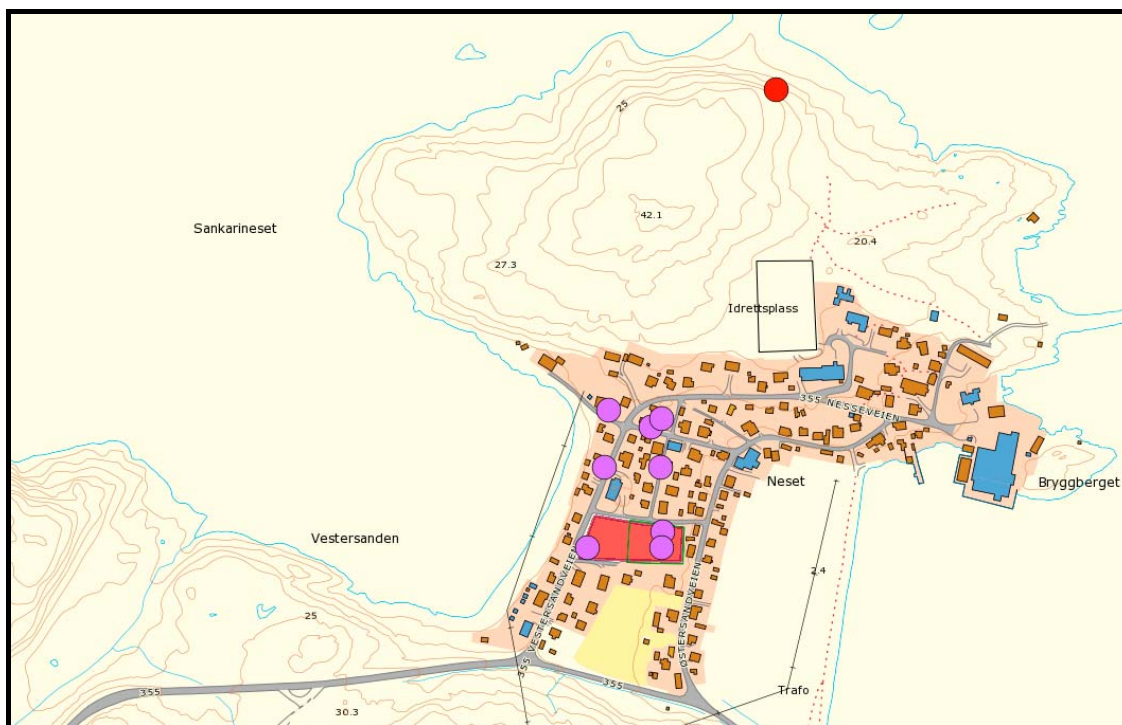 25
42.1
Sankarineset
20.4
27.3
Idrettsplass
355 NESSEVEIEN
Neset
Bryggberget
Vestersanden
2.4
25
355 VESTERSANDVEIEN
ØSTERSANDVEIEN
355
355
Trafo
30.3